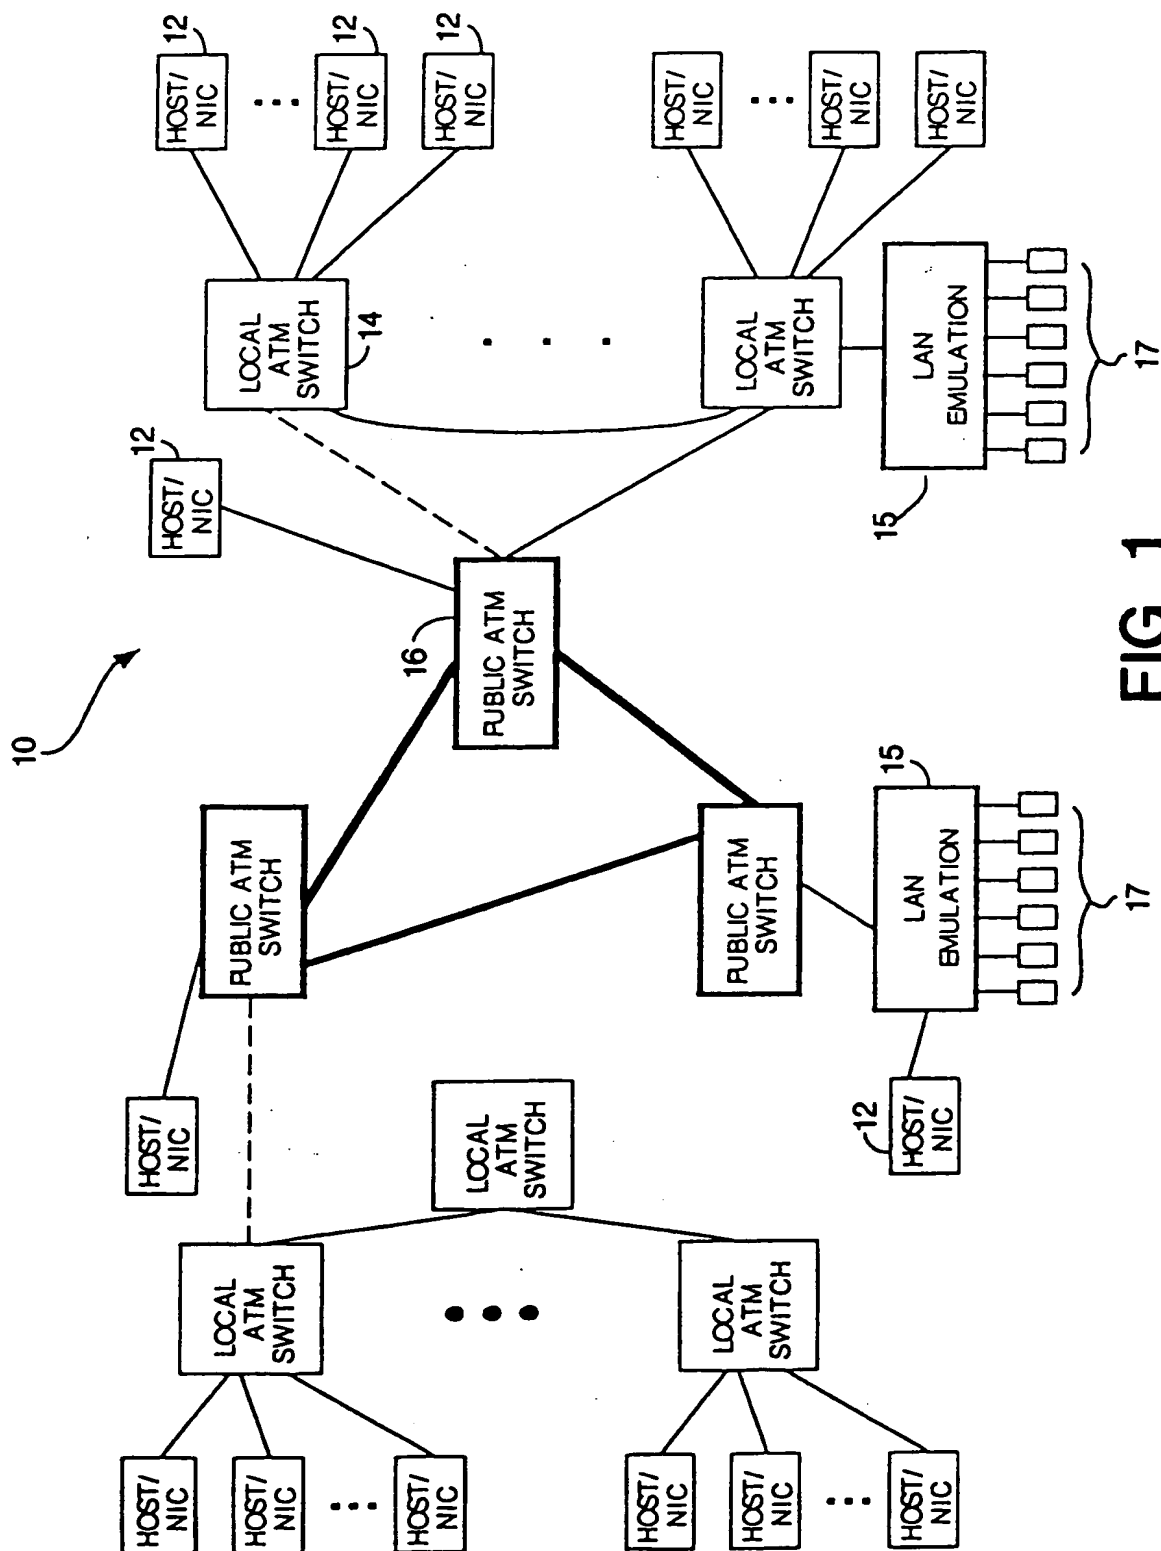 10
HOST/
NIC
HOST/
NIC
HOST/
NIC
LOCAL
ATM
SWITCH
HOST/
NIC
HOST/
NIC
HOST/
NIC
LOCAL
ATM
SWITCH
LOCAL
ATM
SWITCH
HOST/
NIC
PUBLIC ATM
SWITCH
PUBLIC ATM
SWITCH
12
HOST/
NIC
15
LAN
EMULATION
17
16
PUBLIC ATM
SWITCH
12
HOST/
NIC
LOCAL
ATM
SWITCH
14
LOCAL
ATM
SWITCH
15
LAN
EMULATION
17
12
HOST/
NIC
12
HOST/
NIC
12
HOST/
NIC
HOST/
NIC
HOST/
NIC
HOST/
NIC
FIG 1